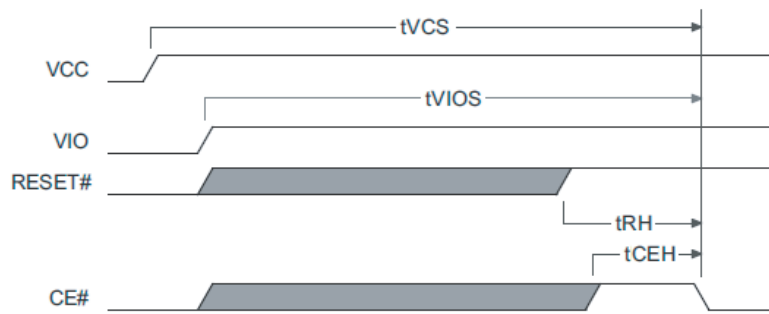 tVCS
VCC
tVIOS
VIO
RESET#
tRH
tCEH
CE#